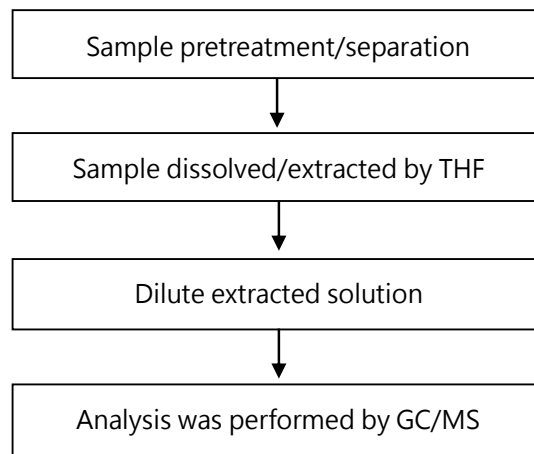 Sample pretreatment/separation
Sample dissolved/extracted by THF
Dilute extracted solution
Analysis was performed by GC/MS